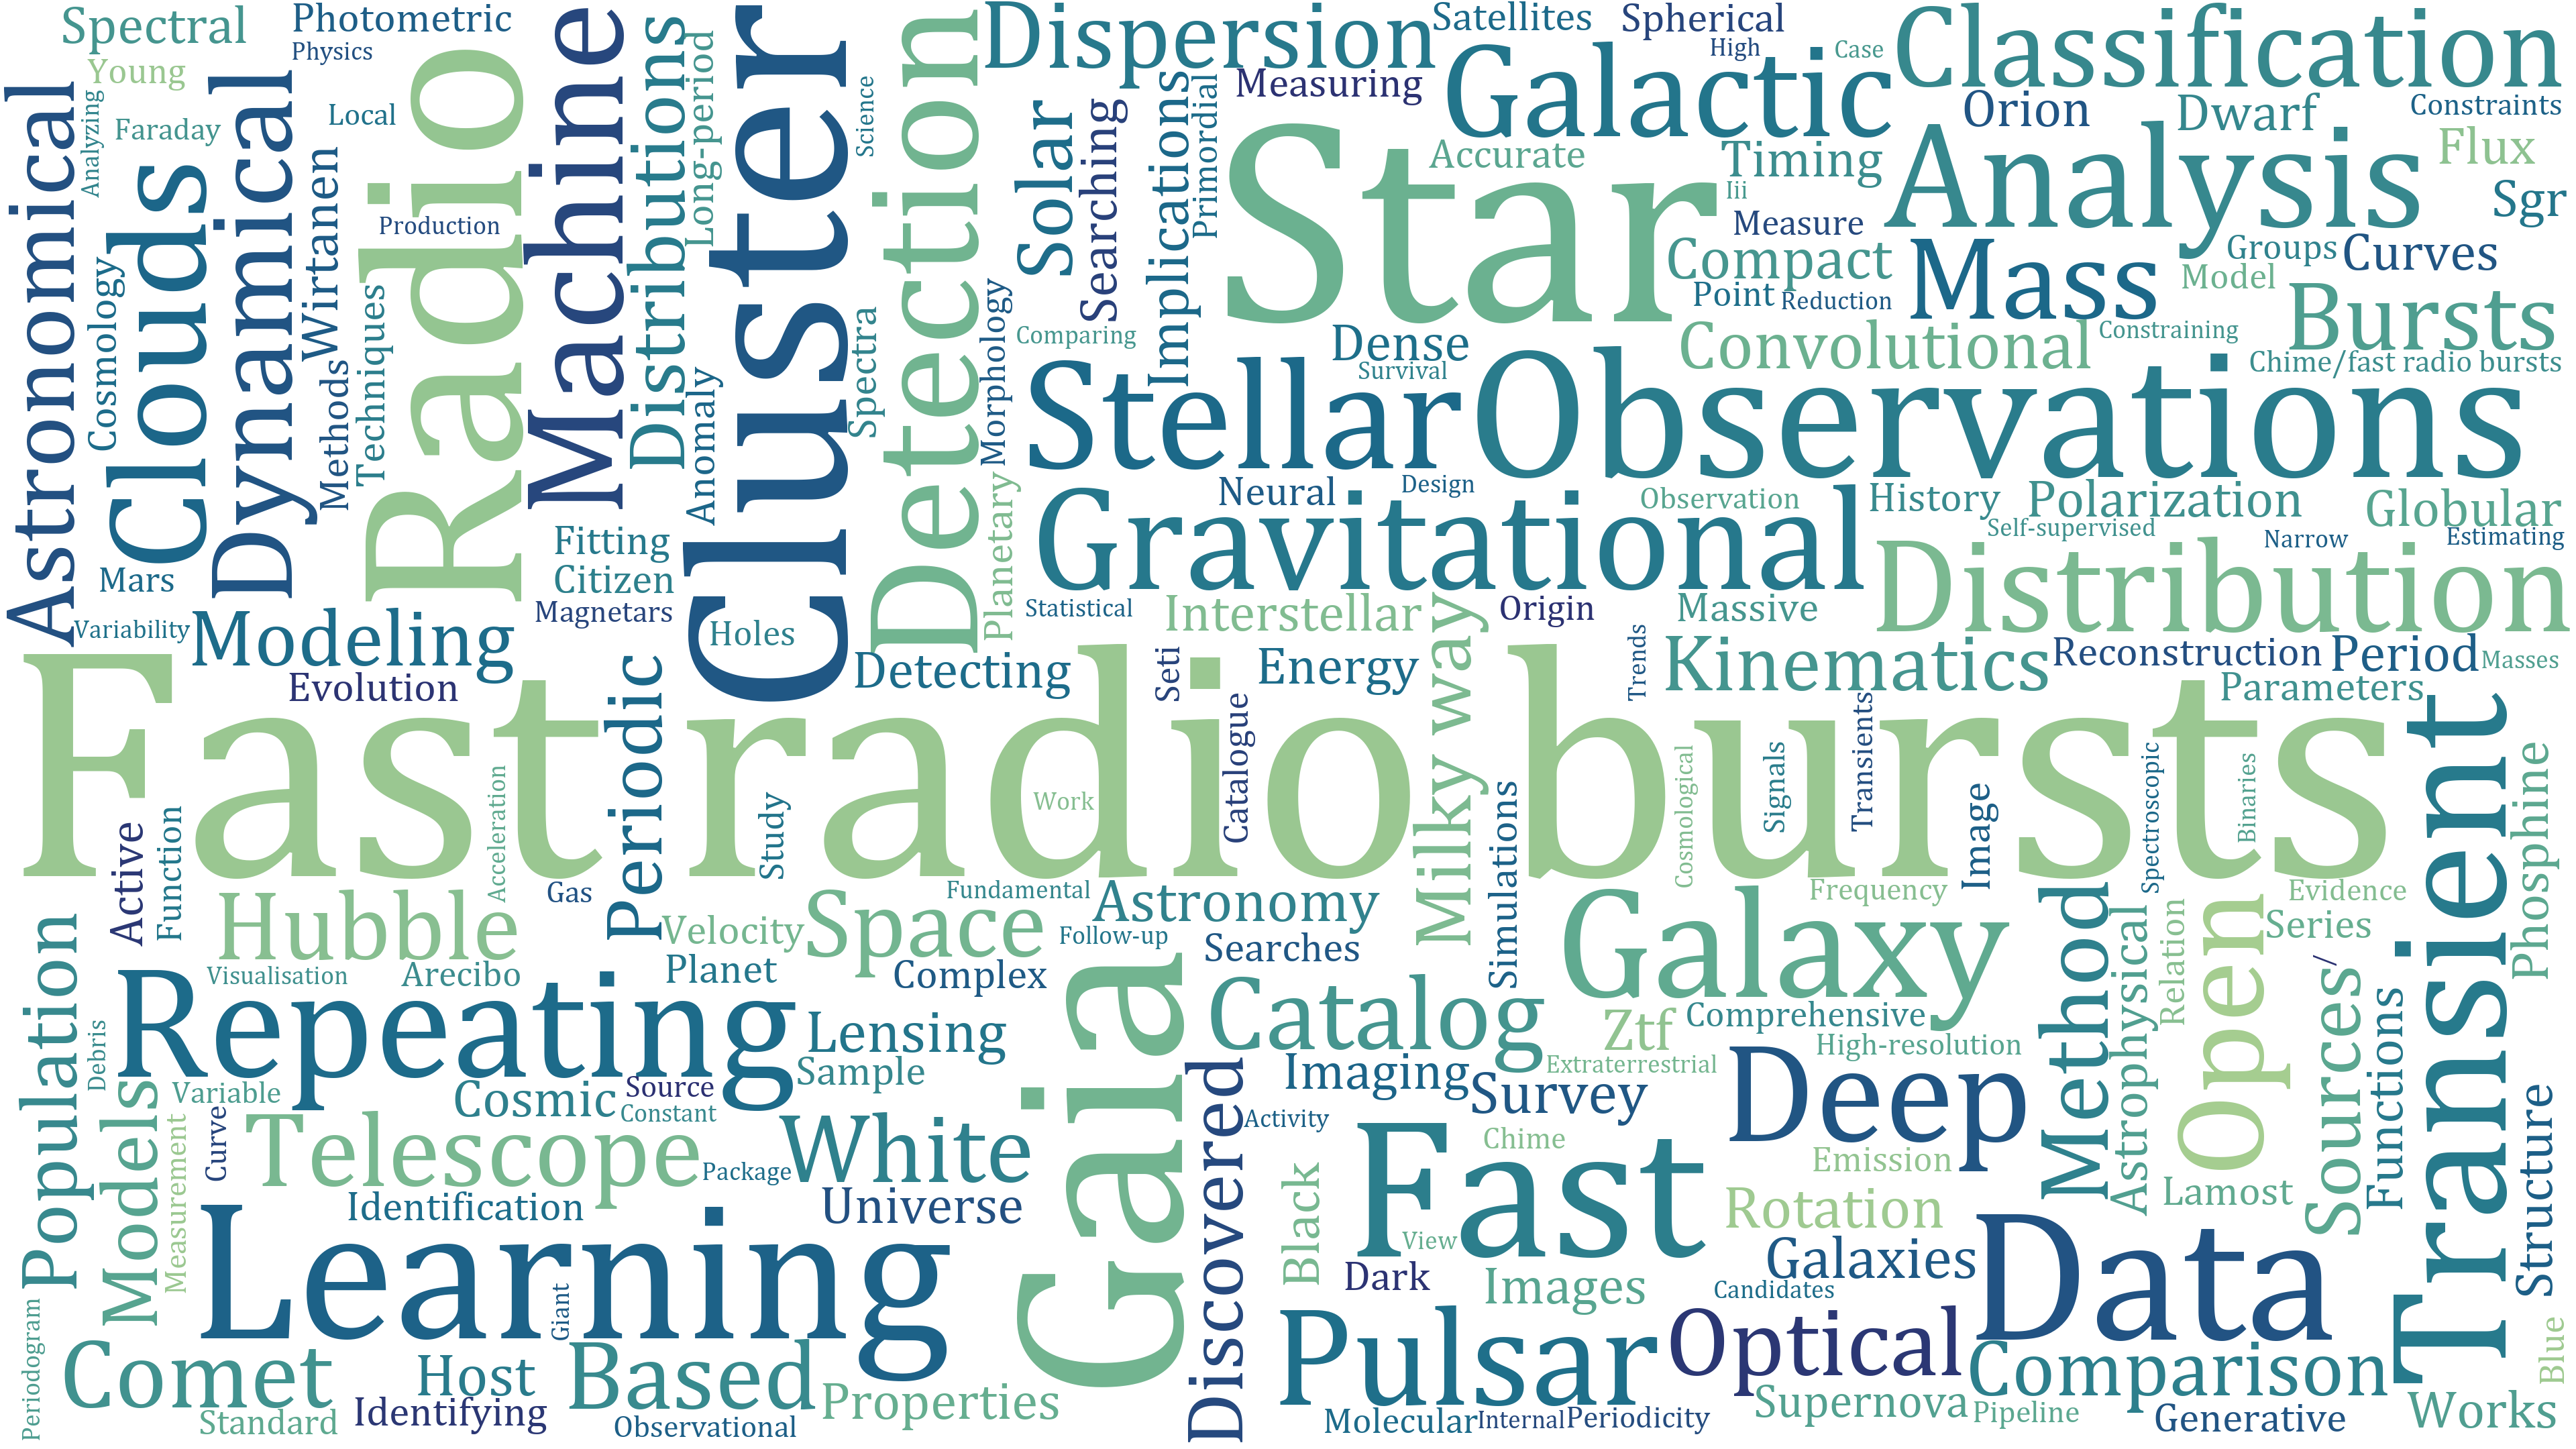 Spectral
Photometric
Physics
Young
Faraday
Local
Analyzing
Astronomical
Cosmology
Clouds
Dynamical
Wirtanen
Methods
Techniques
Production
Radio
Machine
Distributions
Long-period
Anomaly
Cluster
Science
Spectra
Detection
Dispersion
Satellites
Spherical
High
Case
Classification
Measuring
Galactic
Orion
Dwarf
Constraints
Solar
Searching
Implications
Primordial
Star
Accurate
Timing
Iii
Measure
Analysis
Flux
Sgr
Compact
Point
Reduction
Mass
Groups
Curves
Model
Bursts
Morphology
Comparing
Dense
Survival
Convolutional
Constraining
Chime/fast radio bursts
Stellar
Observations
Neural
Design
Observation
History
Polarization
Globular
Gravitational
Self-supervised
Narrow
Estimating
Distribution
Planetary
Fitting
Citizen
Magnetars
Mars
Variability
Modeling
Evolution
Holes
Statistical
Interstellar
Origin
Massive
Detecting
Seti
Energy
Milky way
Trends
Kinematics
Reconstruction
Period
Masses
Parameters
Fast radio bursts
Periodic
Catalogue
Work
Acceleration
Study
Simulations
Cosmological
Signals
Transients
Image
Spectroscopic
Binaries
Transient
Phosphine
Active
Function
Gas
Hubble
Velocity
Space
Fundamental
Astronomy
Follow-up
Searches
Galaxy
Frequency
Evidence
Series
Population
Visualisation
Arecibo
Planet
Complex
Repeating
Lensing
Sample
Debris
Variable
Cosmic
Source
Constant
Gaia
Catalog
Ztf
Comprehensive
High-resolution
Imaging
Extraterrestrial
Survey
Deep
Method
Astrophysical
Relation
Open
Sources
/
Functions
Structure
Models
Measurement
Curve
Telescope
Package
White
Universe
Identification
Discovered
Activity
Chime
Fast
Emission
Lamost
Rotation
Black
View
Dark
Images
Galaxies
Candidates
Learning
Giant
Data
Periodogram
Comet
Host
Based
Properties
Standard
Identifying
Observational
Pulsar
Optical
Comparison
Blue
Supernova
Pipeline
Molecular
Internal
Periodicity
Generative
Works